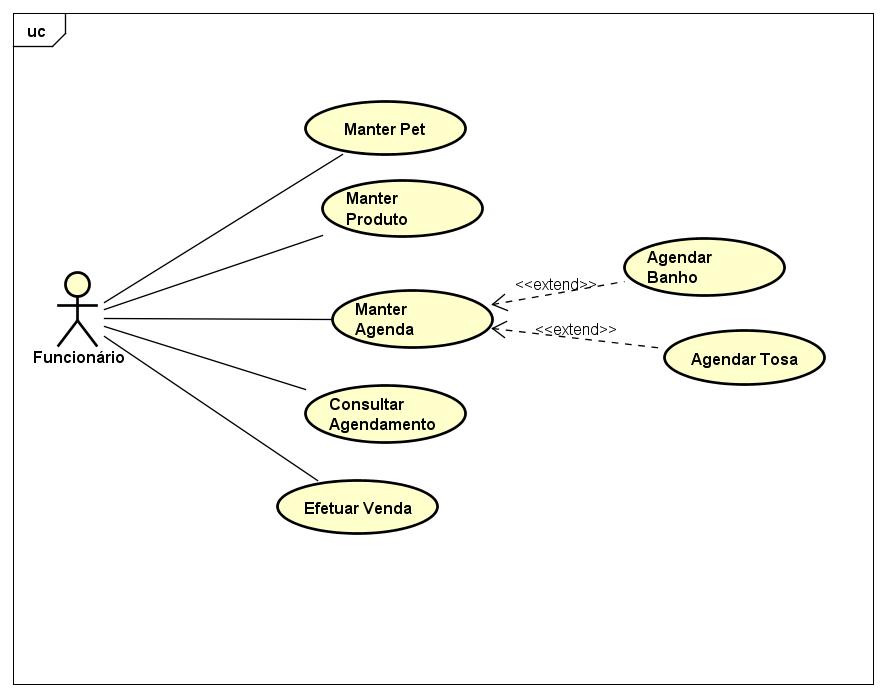 uc
Manter Pet
Manter
Produto
Agendar
Banho
<<extend>>
Manter
Agenda
<<extend>>
Agendar Tosa
Funcionário
Consultar
Agendamento
Efetuar Venda